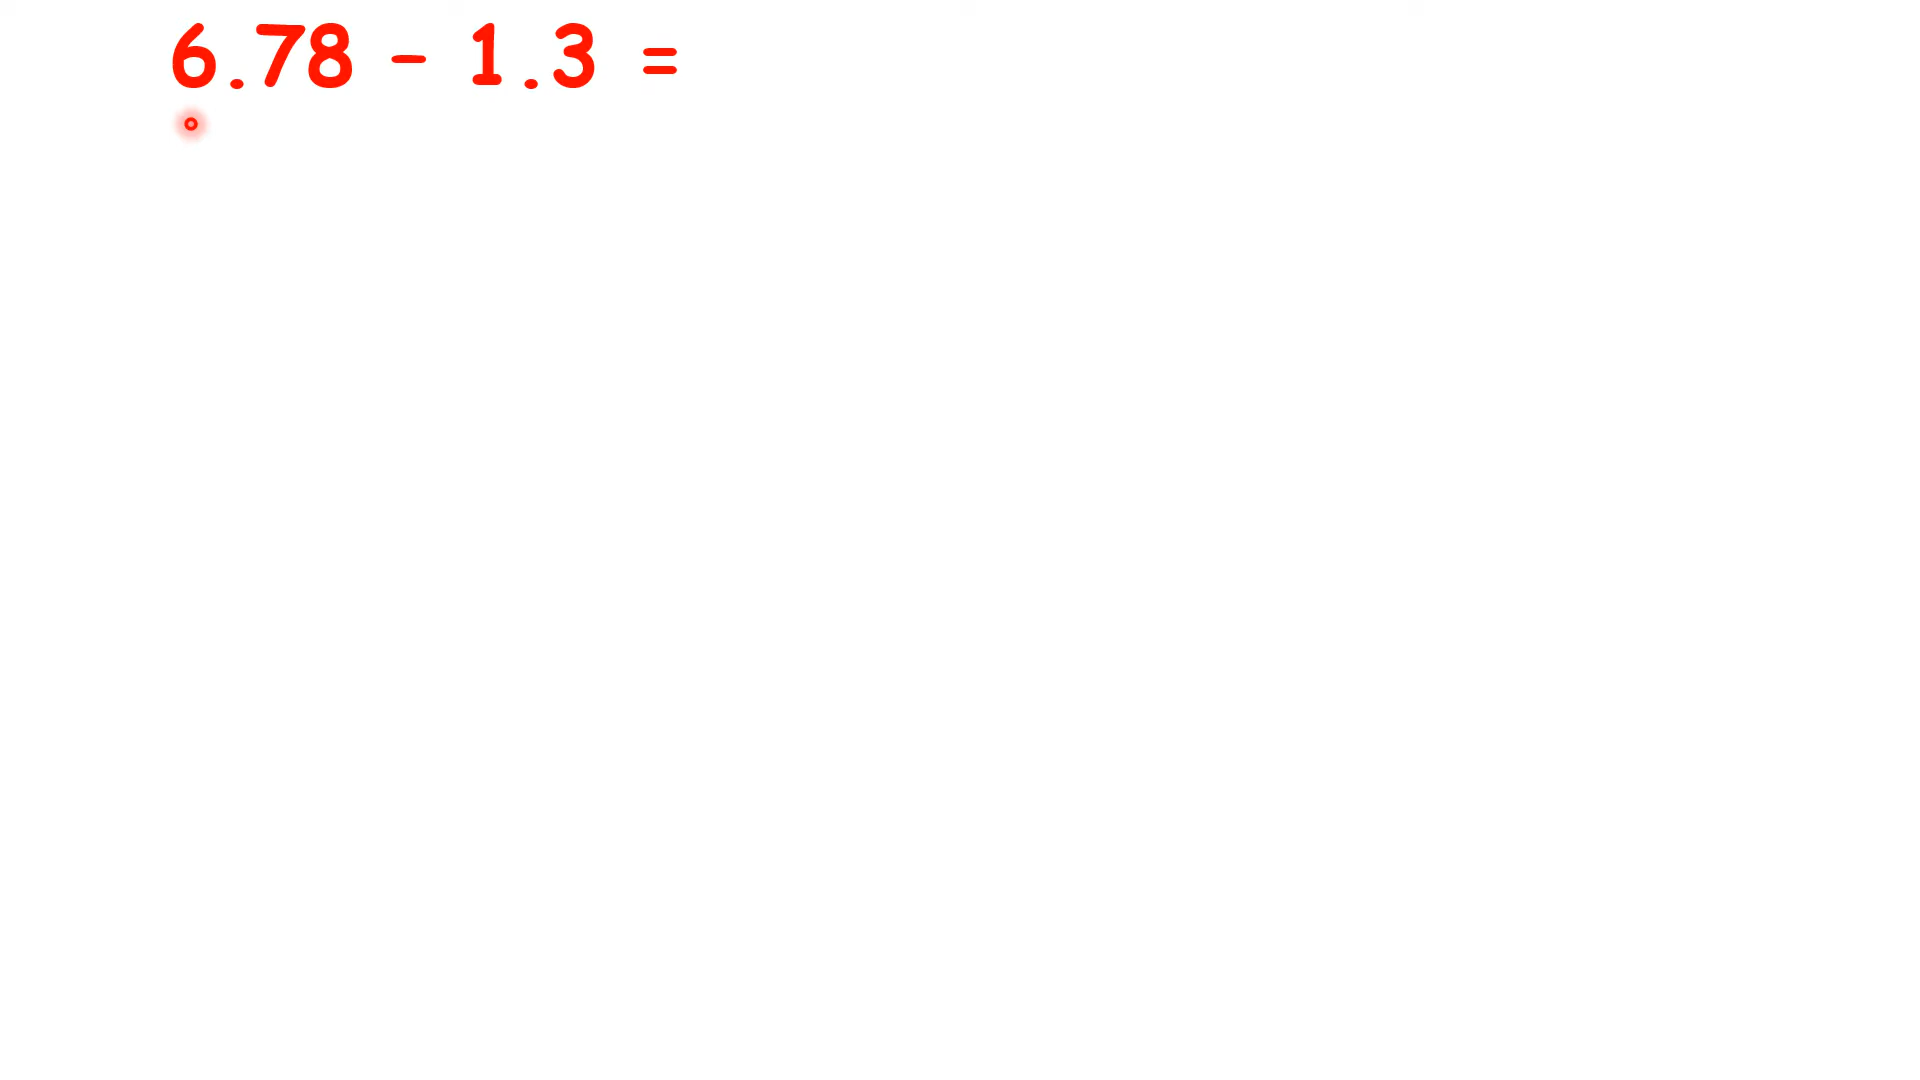 6.78 - 1.3 =